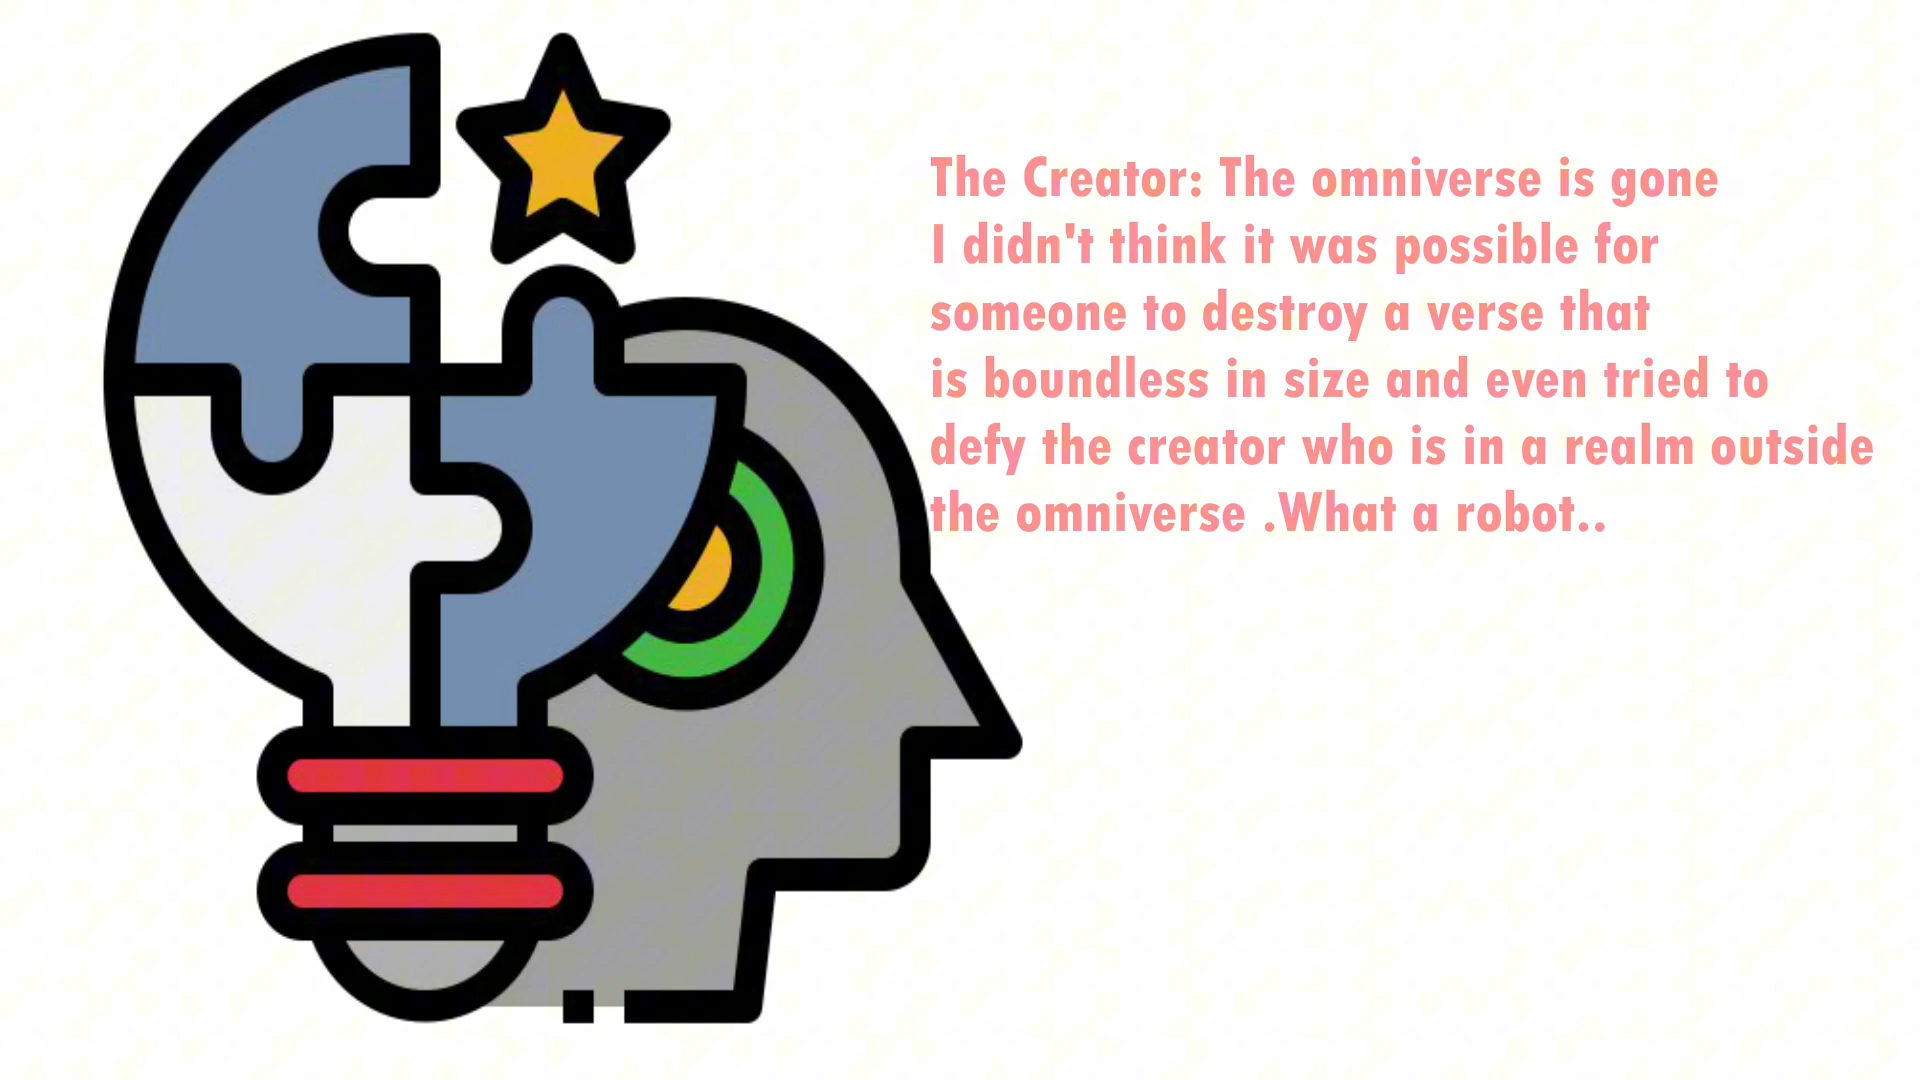 The Creator: The omniverse is gone
I didn't think it was possible for
someone to destroy a verse that
is boundless in size and even tried to
defy the creator who is in a realm outside
the omniverse .What a robot..